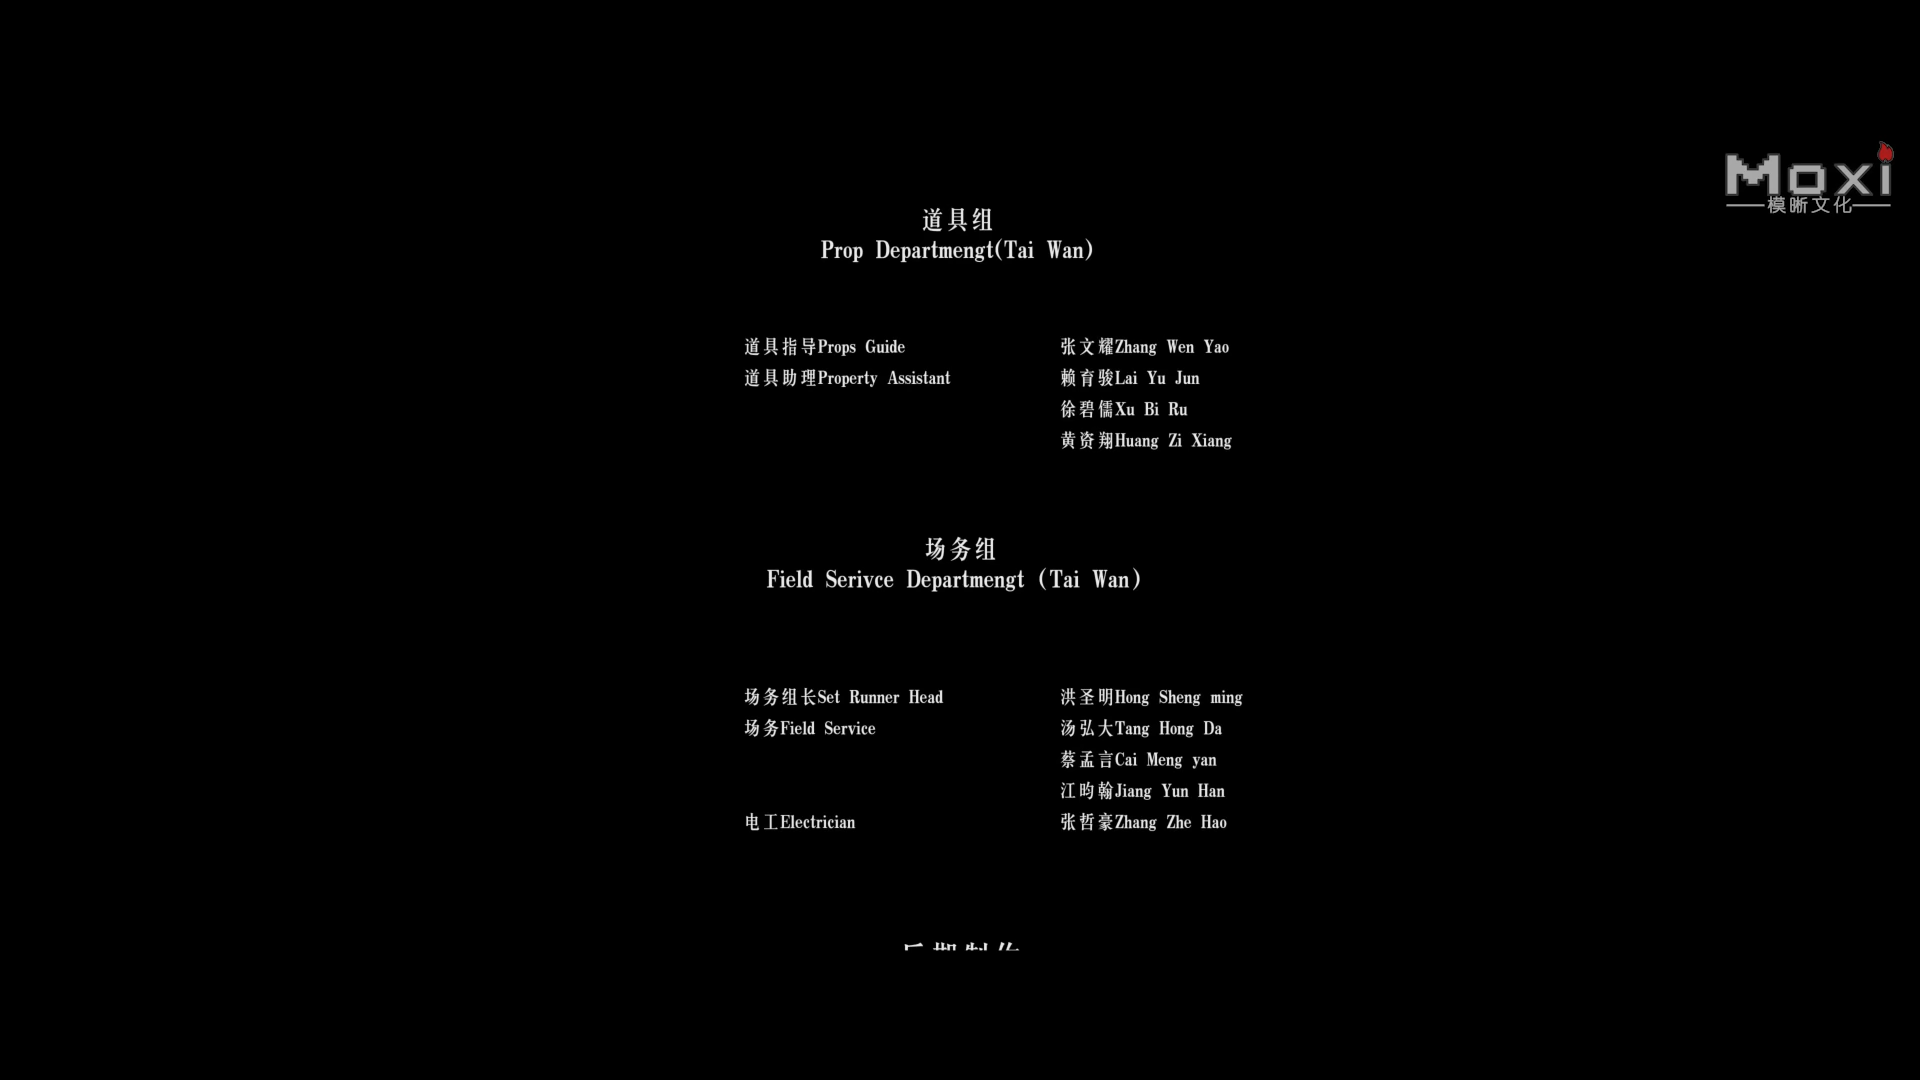 Moxi
模晰文化
道具组
Prop Departmengt(Tai Wan)
道具指导Props Guide 张文耀Zhang Wen Yao
道具助理Property Assistant 赖育骏Lai Yu Jun
徐碧儒Xu Bi Ru
黄资翔Huang Zi Xiang
场务组
Field Serivce Departmengt (Tai Wan)
场务组长Set Runner Head 洪圣明Hong Sheng ming
场务Field Service 汤弘大Tang Hong Da
蔡孟言Cai Meng yan
江昀翰Jiang Yun Han
电工Electrician 张哲豪Zhang Zhe Hao